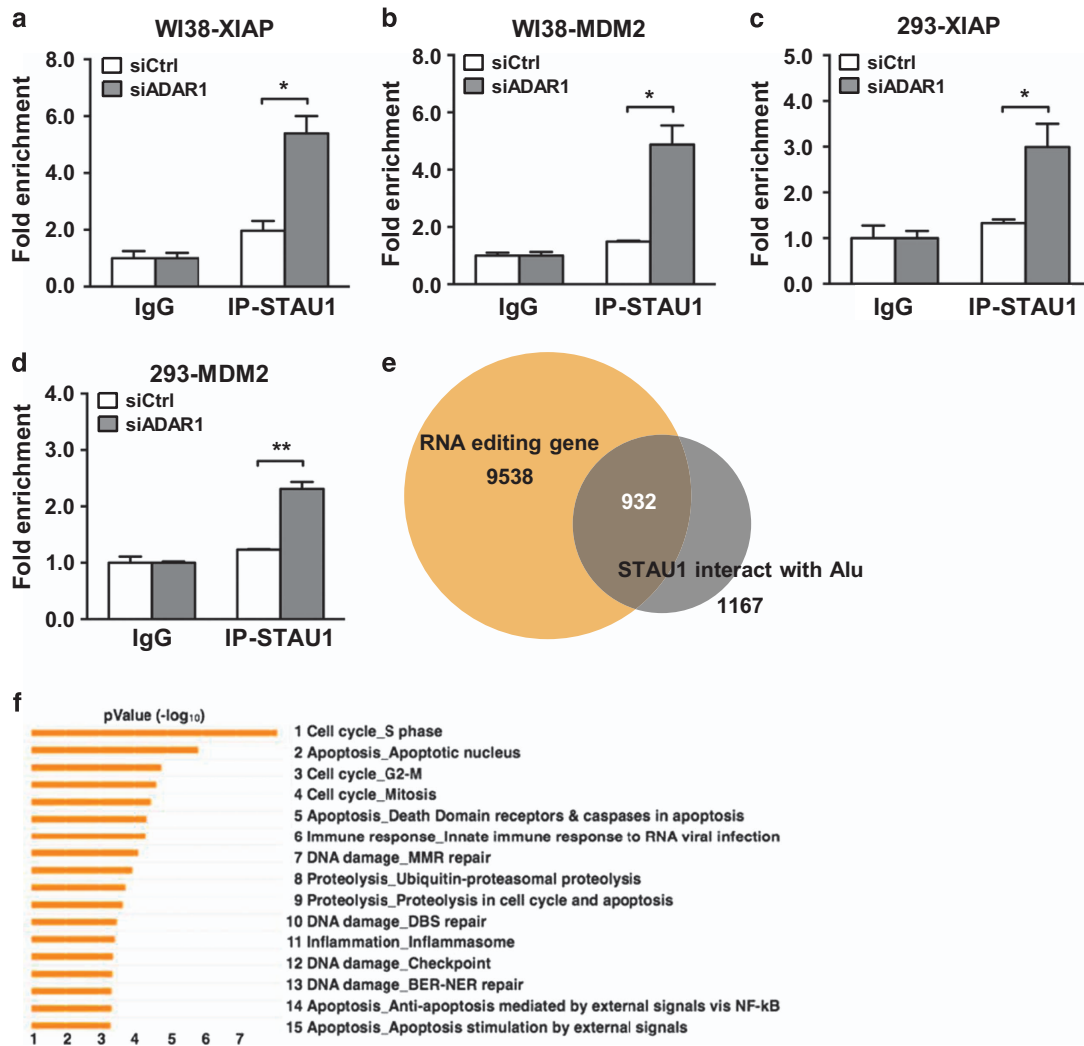 a
WI38-XIAP
siCtrl
siADAR1
Fold enrichment
8.0
6.0
4.0
2.0
0.0
*
IgG
IP-STAU1
b
WI38-MDM2
siCtrl
siADAR1
Fold enrichment
8.0
6.0
4.0
2.0
0.0
*
IgG
IP-STAU1
c
293-XIAP
siCtrl
siADAR1
Fold enrichment
5.0
4.0
3.0
2.0
1.0
0.0
*
IgG
IP-STAU1
d
293-MDM2
siCtrl
siADAR1
Fold enrichment
4.0
3.0
2.0
1.0
0.0
**
IgG
IP-STAU1
e
RNA editing gene
9538
932
STAU1 interact with Alu
1167
f
pValue (-log₁₀)
1 Cell cycle_S phase
2 Apoptosis_Apoptotic nucleus
3 Cell cycle_G2-M
4 Cell cycle_Mitosis
5 Apoptosis_Death Domain receptors & caspases in apoptosis
6 Immune response_Innate immune response to RNA viral infection
7 DNA damage_MMR repair
8 Proteolysis_Ubiquitin-proteasomal proteolysis
9 Proteolysis_Proteolysis in cell cycle and apoptosis
10 DNA damage_DBS repair
11 Inflammation_Inflammasome
12 DNA damage_Checkpoint
13 DNA damage_BER-NER repair
14 Apoptosis_Anti-apoptosis mediated by external signals vis NF-kB
15 Apoptosis_Apoptosis stimulation by external signals
1 2 3 4 5 6 7